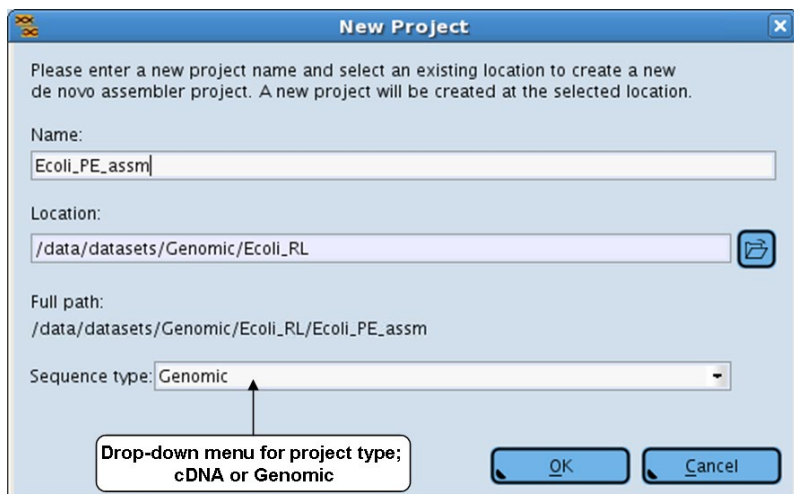 New Project
Please enter a new project name and select an existing location to create a new
de novo assembler project. A new project will be created at the selected location.
Name:
Ecoli_PE_assm
Location:
/data/datasets/Genomic/Ecoli_RL
Full path:
/data/datasets/Genomic/Ecoli_RL/Ecoli_PE_assm
Sequence type: Genomic
Drop-down menu for project type;
cDNA or Genomic
OK Cancel